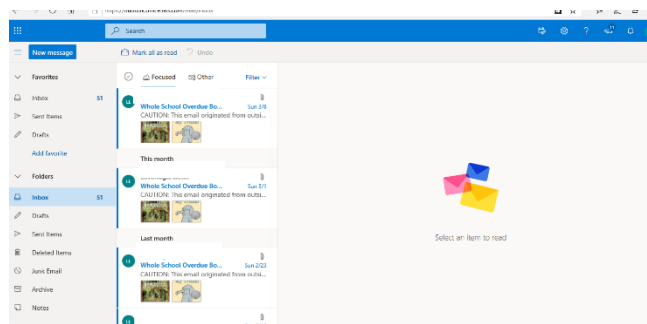 Search
New message
Mark all as read
Undo
Favorites
Inbox 51
Sent Items
Drafts
Add favorite
Folders
Inbox 51
Drafts
Sent Items
Deleted Items
Junk Email
Archive
Notes
Focused
Other
Filter
LL
Whole School Overdue Bo... Sun 3/8
CAUTION: This email originated from outsi...
This month
LL
Whole School Overdue Bo... Sun 3/1
CAUTION: This email originated from outsi...
Last month
LL
Whole School Overdue Bo... Sun 2/23
CAUTION: This email originated from outsi...
Select an item to read